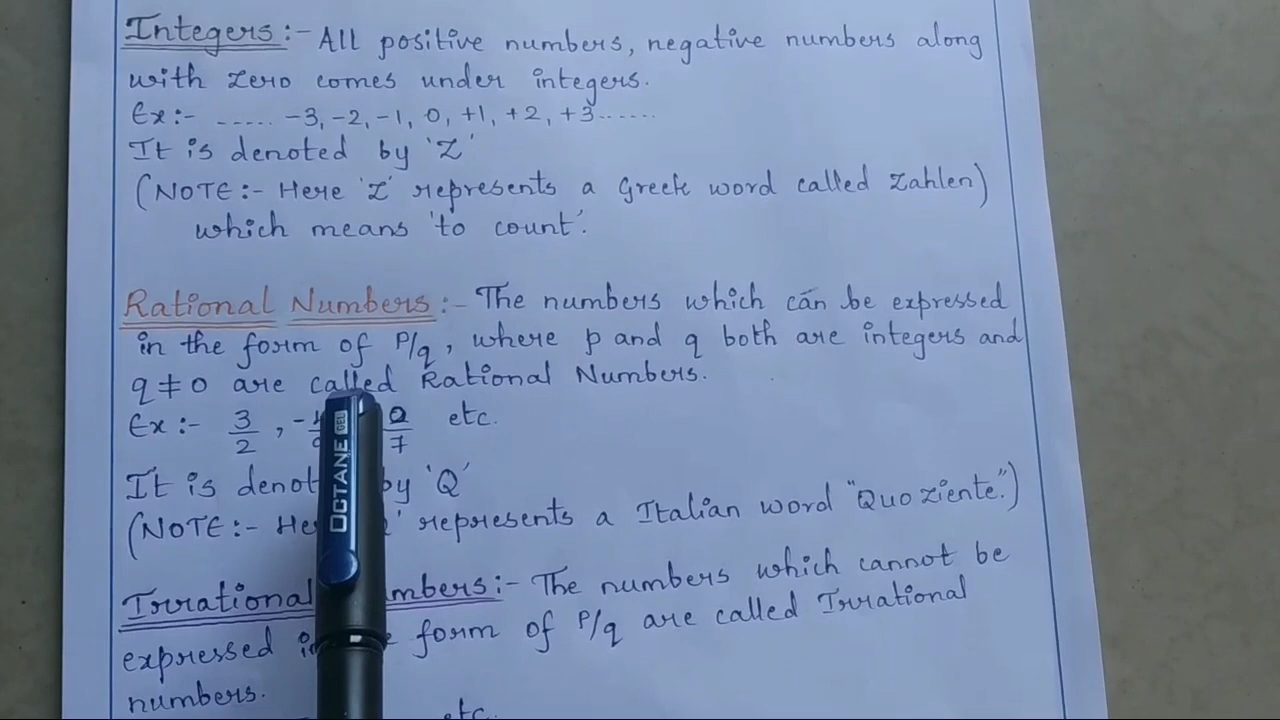 Integers:- All positive numbers, negative numbers along
with zero comes under integers.
Ex:- ..... -3, -2, -1, 0, +1, +2, +3......
It is denoted by 'Z'
(NOTE:- Here 'Z' represents a Greek word called Zahlen)
which means 'to count'.
Rational Numbers:- The numbers which can be expressed
in the form of P/q, where p and q both are integers and
q≠0 are called Rational Numbers.
Ex:- 3/2, - 0/7 etc.
It is by 'Q'
(NOTE:- represents a Italian word "Quoziente.")
Irrational :- The numbers which cannot be
expressed form of P/q are called Irrational
numbers.
etc.
OCTANE GEL